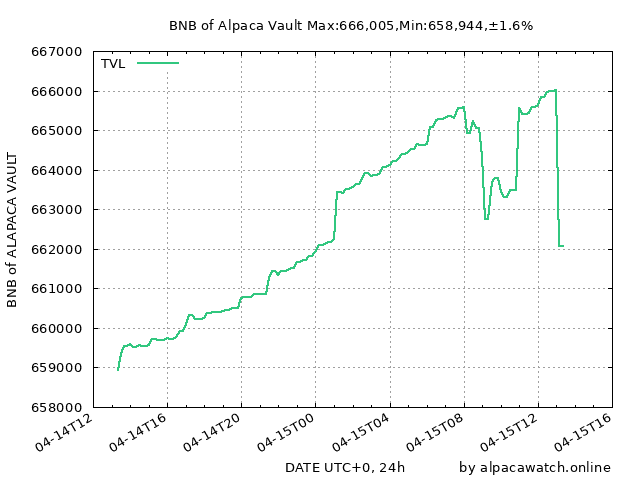 BNB of Alpaca Vault Max:666,005,Min:658,944,±1.6%
TVL
667000
666000
665000
664000
663000
662000
661000
660000
659000
658000
BNB of ALAPACA VAULT
04-14T12
04-14T16
04-14T20
04-15T00
04-15T04
04-15T08
04-15T12
04-15T16
DATE UTC+0, 24h
by alpacawatch.online